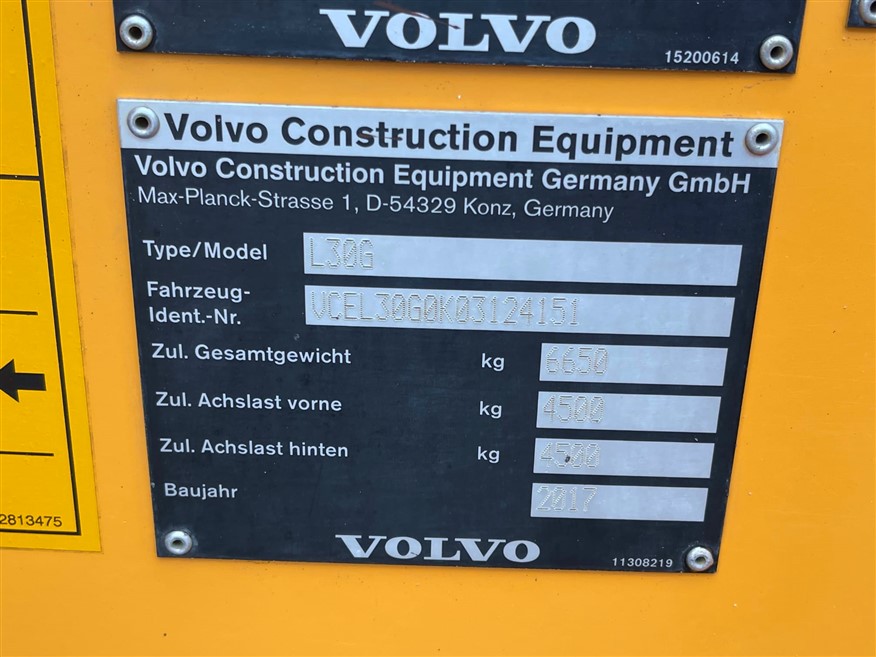 VOLVO
15200614
Volvo Construction Equipment
Volvo Construction Equipment Germany GmbH
Max-Planck-Strasse 1, D-54329 Konz, Germany
Type/Model L30G
Fahrzeug-
Ident.-Nr. VCEL30G0K03124151
Zul. Gesamtgewicht kg 6650
Zul. Achslast vorne kg 4500
Zul. Achslast hinten kg 4500
Baujahr 2017
VOLVO
11308219
2813475